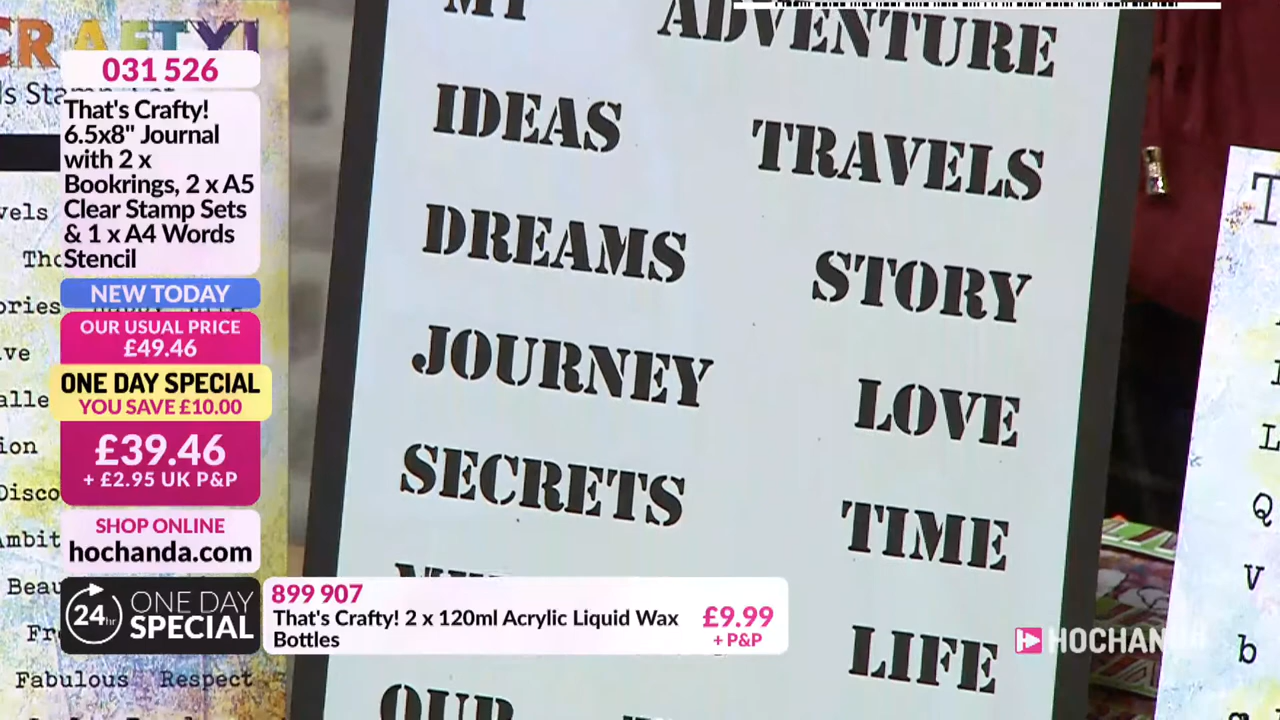 CRAFTY!
031 526
That's Crafty!
6.5x8" Journal
with 2 x
Bookrings, 2 x A5
Clear Stamp Sets
& 1 x A4 Words
Stencil
NEW TODAY
OUR USUAL PRICE
£49.46
ONE DAY SPECIAL
YOU SAVE £10.00
£39.46
+ £2.95 UK P&P
SHOP ONLINE
hochanda.com
24hr
ONE DAY
SPECIAL
899 907
That's Crafty! 2 x 120ml Acrylic Liquid Wax
Bottles
£9.99
+ P&P
MY ADVENTURE
IDEAS TRAVELS
DREAMS STORY
JOURNEY LOVE
SECRETS TIME
LIFE
OUR
Fabulous Respect
HOCHANDA
L
Q
V
b